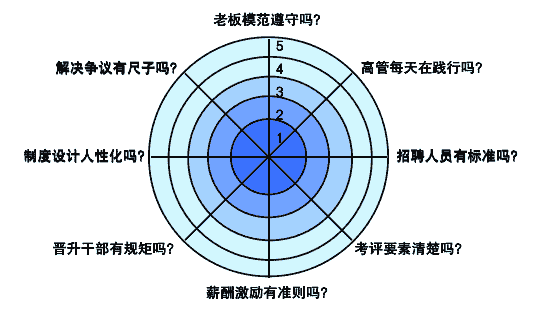 老板模范遵守吗?
5
解决争议有尺子吗?
4
高管每天在践行吗?
3
2
1
制度设计人性化吗?
招聘人员有标准吗?
晋升干部有规矩吗?
考评要素清楚吗?
薪酬激励有准则吗?